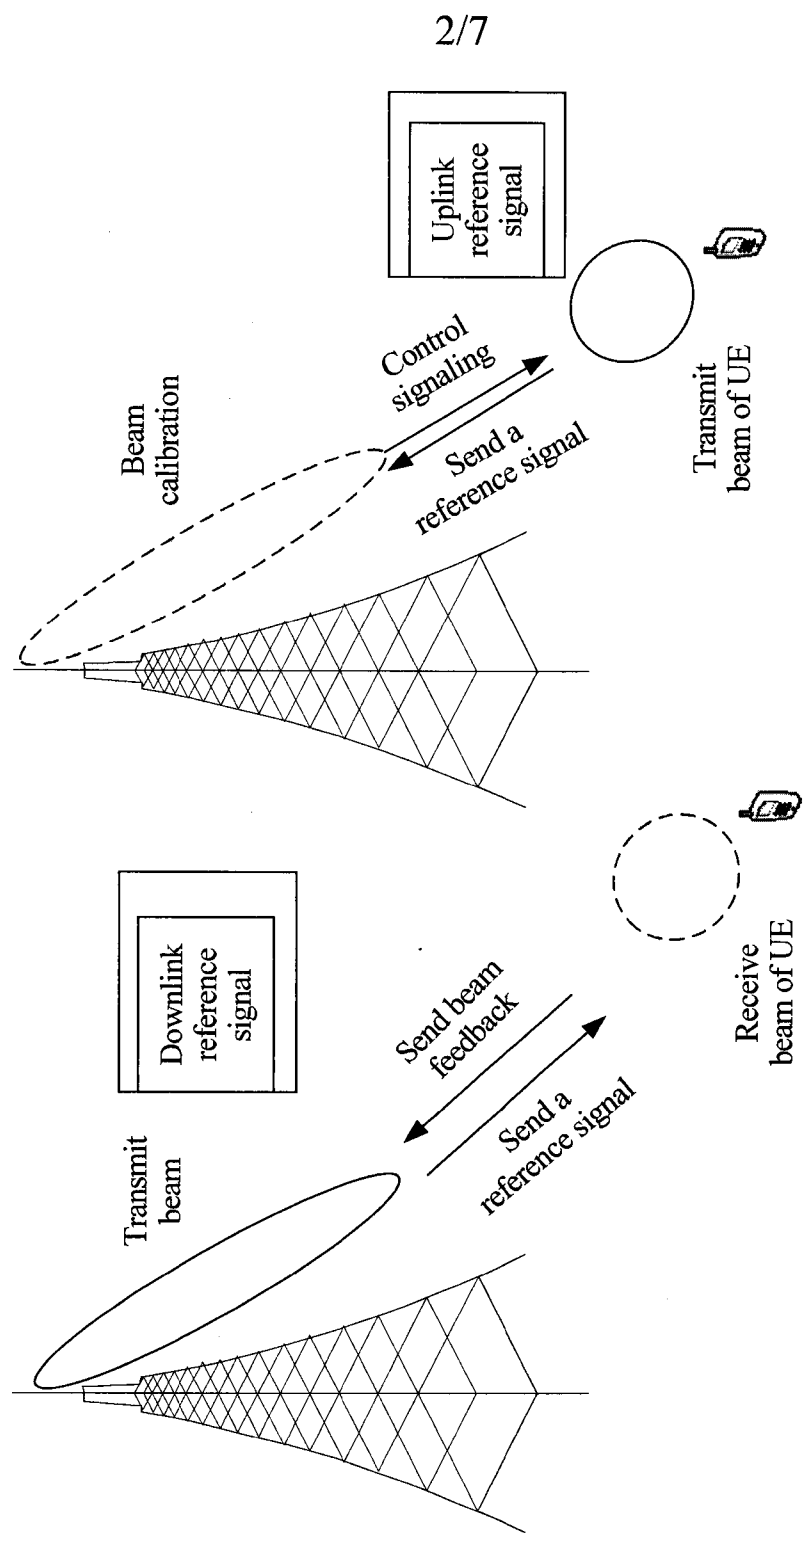 2/7
Transmit
beam
Downlink
reference
signal
Send beam
feedback
Send a
reference signal
Receive
beam of UE
Beam
calibration
Uplink
reference
signal
Control
signaling
Send a
reference signal
Transmit
beam of UE